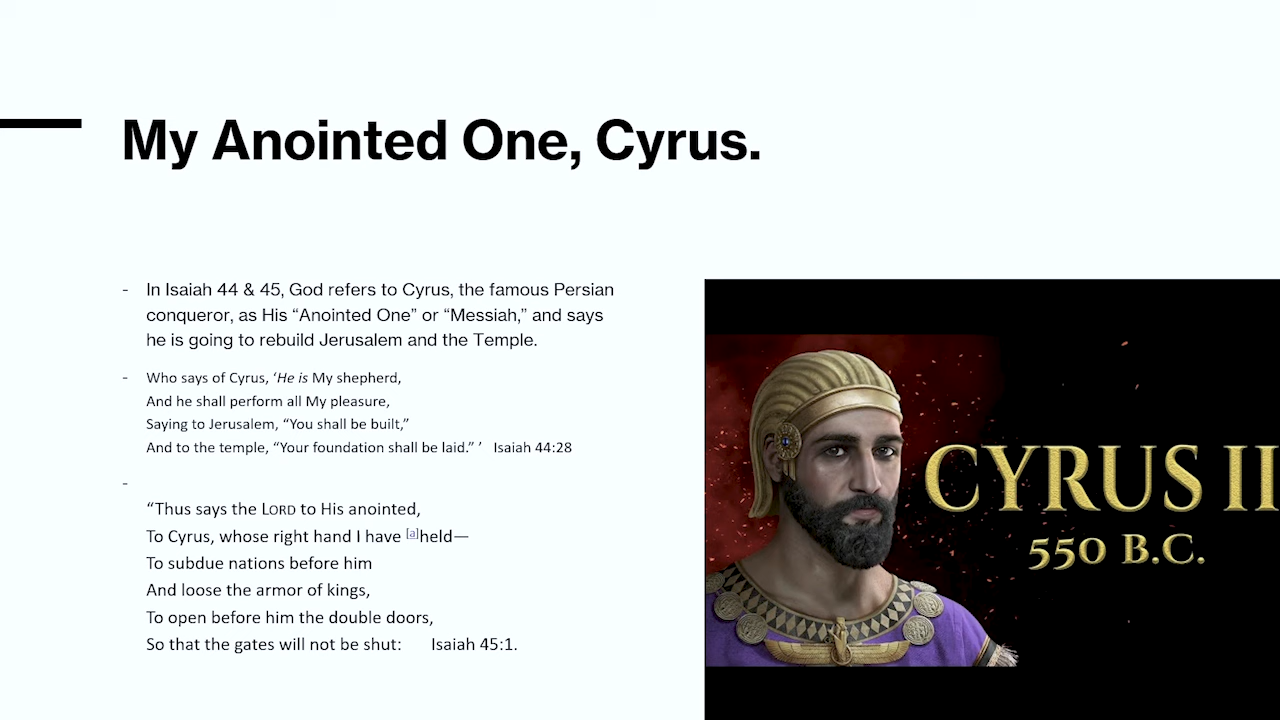 My Anointed One, Cyrus.
- In Isaiah 44 & 45, God refers to Cyrus, the famous Persian
conqueror, as His “Anointed One” or “Messiah,” and says
he is going to rebuild Jerusalem and the Temple.
- Who says of Cyrus, ‘He is My shepherd,
And he shall perform all My pleasure,
Saying to Jerusalem, “You shall be built,”
And to the temple, “Your foundation shall be laid.” ’ Isaiah 44:28
-
“Thus says the LORD to His anointed,
To Cyrus, whose right hand I have [a]held—
To subdue nations before him
And loose the armor of kings,
To open before him the double doors,
So that the gates will not be shut: Isaiah 45:1.
CYRUS II
550 B.C.